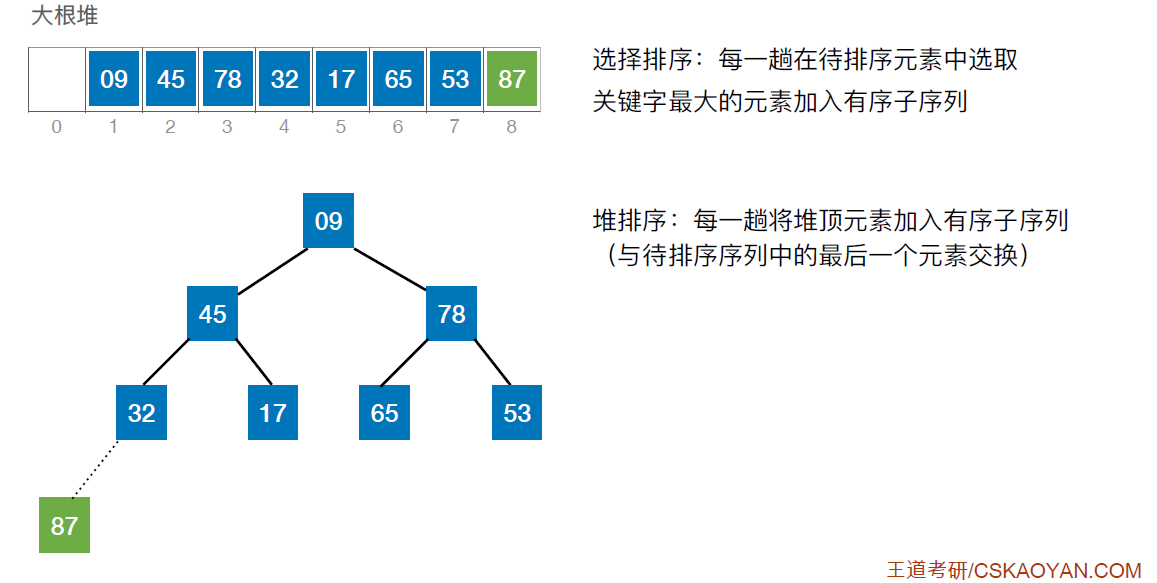 大根堆
09 45 78 32 17 65 53 87
0 1 2 3 4 5 6 7 8
选择排序：每一趟在待排序元素中选取
关键字最大的元素加入有序子序列
09
堆排序：每一趟将堆顶元素加入有序子序列
（与待排序序列中的最后一个元素交换）
45 78
32 17 65 53
87
王道考研/CSKAOYAN.COM